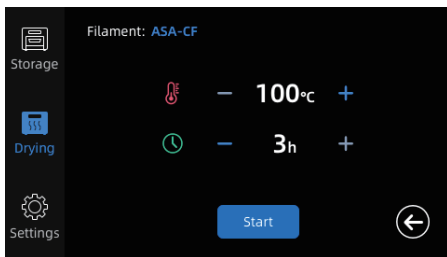 Filament: ASA-CF
Storage
100°C
Drying
3h
Settings
Start